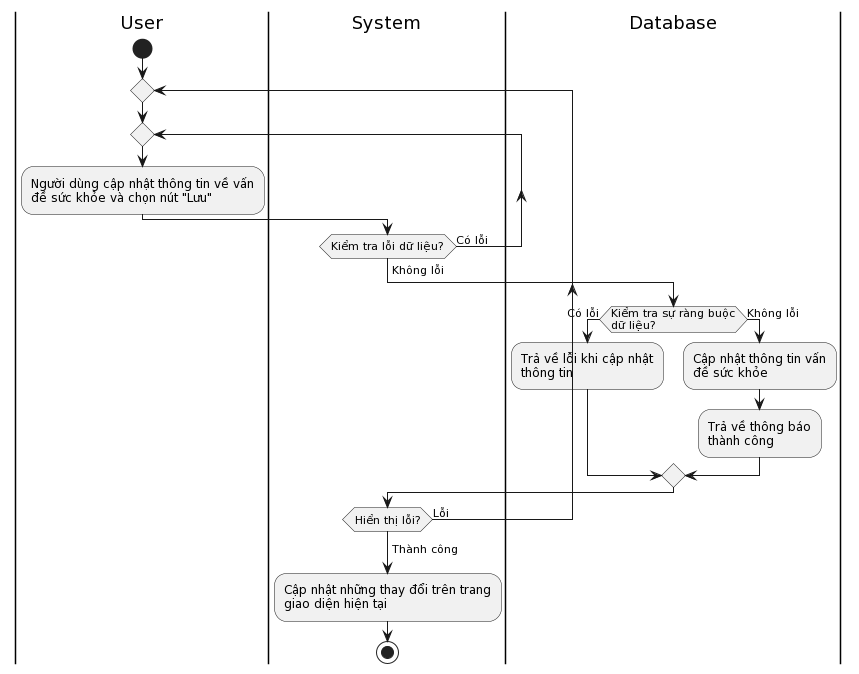 User
System
Database
Người dùng cập nhật thông tin về vấn
đề sức khỏe và chọn nút "Lưu"
Kiểm tra lỗi dữ liệu?
Có lỗi
Không lỗi
Có lỗi
Kiểm tra sự ràng buộc
dữ liệu?
Không lỗi
Trả về lỗi khi cập nhật
thông tin
Cập nhật thông tin vấn
đề sức khỏe
Trả về thông báo
thành công
Hiển thị lỗi?
Lỗi
Thành công
Cập nhật những thay đổi trên trang
giao diện hiện tại